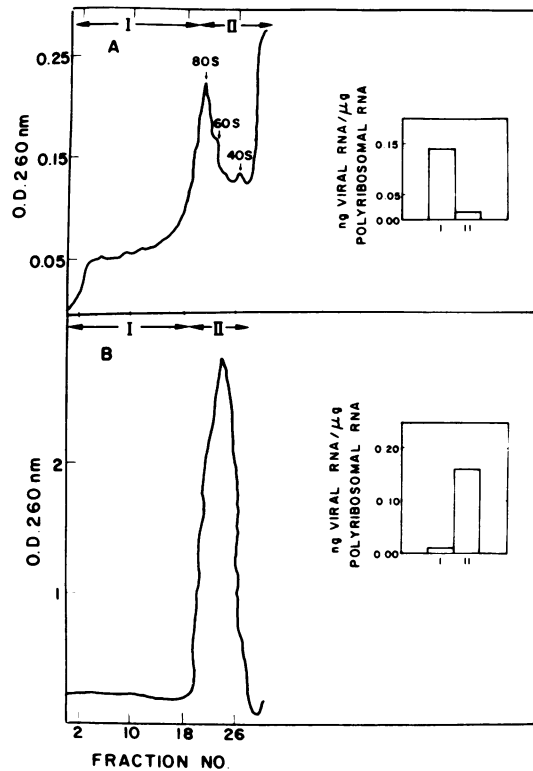 I II
A
80S
60S
40S
0.25
0.15
0.05
O.D. 260 nm
ng VIRAL RNA/μg
POLYRIBOSOMAL RNA
0.15
0.05
0 00
I II
I II
B
2
1
O.D. 260 nm
ng VIRAL RNA/μg
POLYRIBOSOMAL RNA
0 20
0 10
0 00
I II
2 10 18 26
FRACTION NO.